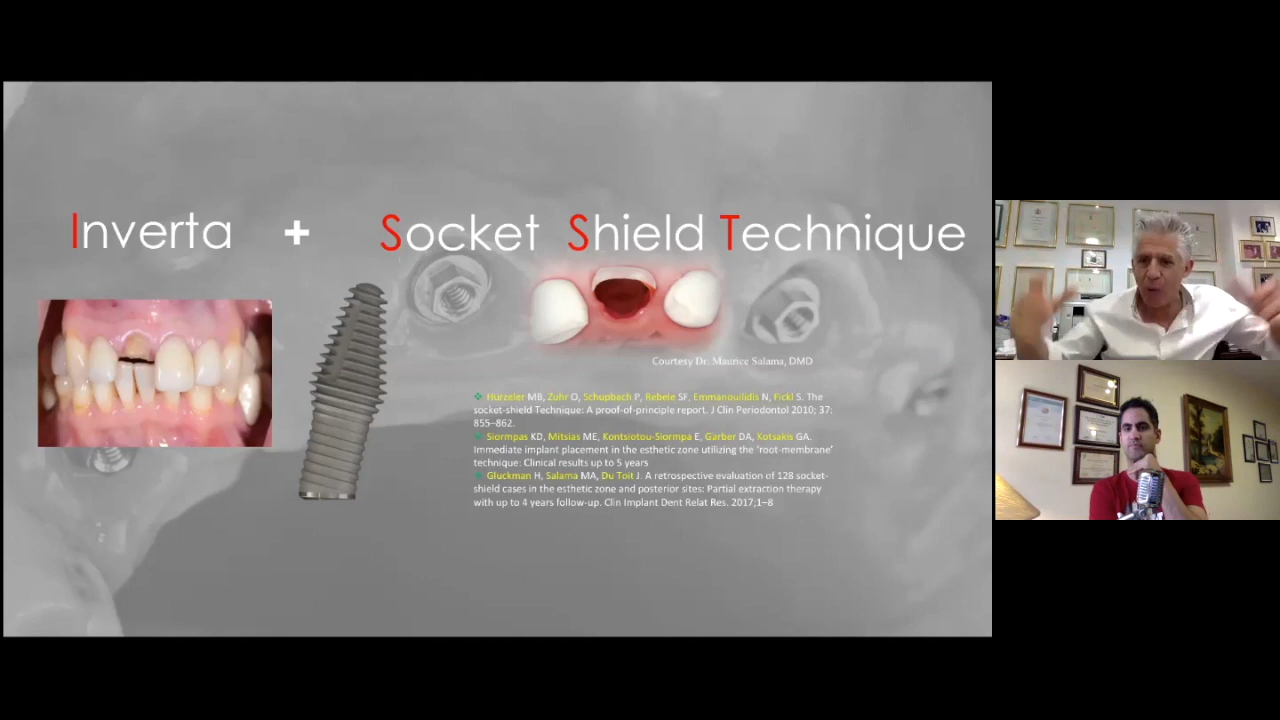 Inverta + Socket Shield Technique
Courtesy Dr. Maurice Salama, DMD
Hürzeler MB, Zuhr O, Schupbach P, Rebele SF, Emmanouilidis N, Fickl S. The
socket-shield Technique: A proof-of-principle report. J Clin Periodontol 2010; 37:
855–862.
Siormpas KD, Mitsias ME, Kontsiotou-Siormpa E, Garber DA, Kotsakis GA.
Immediate implant placement in the esthetic zone utilizing the 'root-membrane'
technique: Clinical results up to 5 years
Gluckman H, Salama MA, Du Toit J. A retrospective evaluation of 128 socket-
shield cases in the esthetic zone and posterior sites: Partial extraction therapy
with up to 4 years follow-up. Clin Implant Dent Relat Res. 2017;1–8